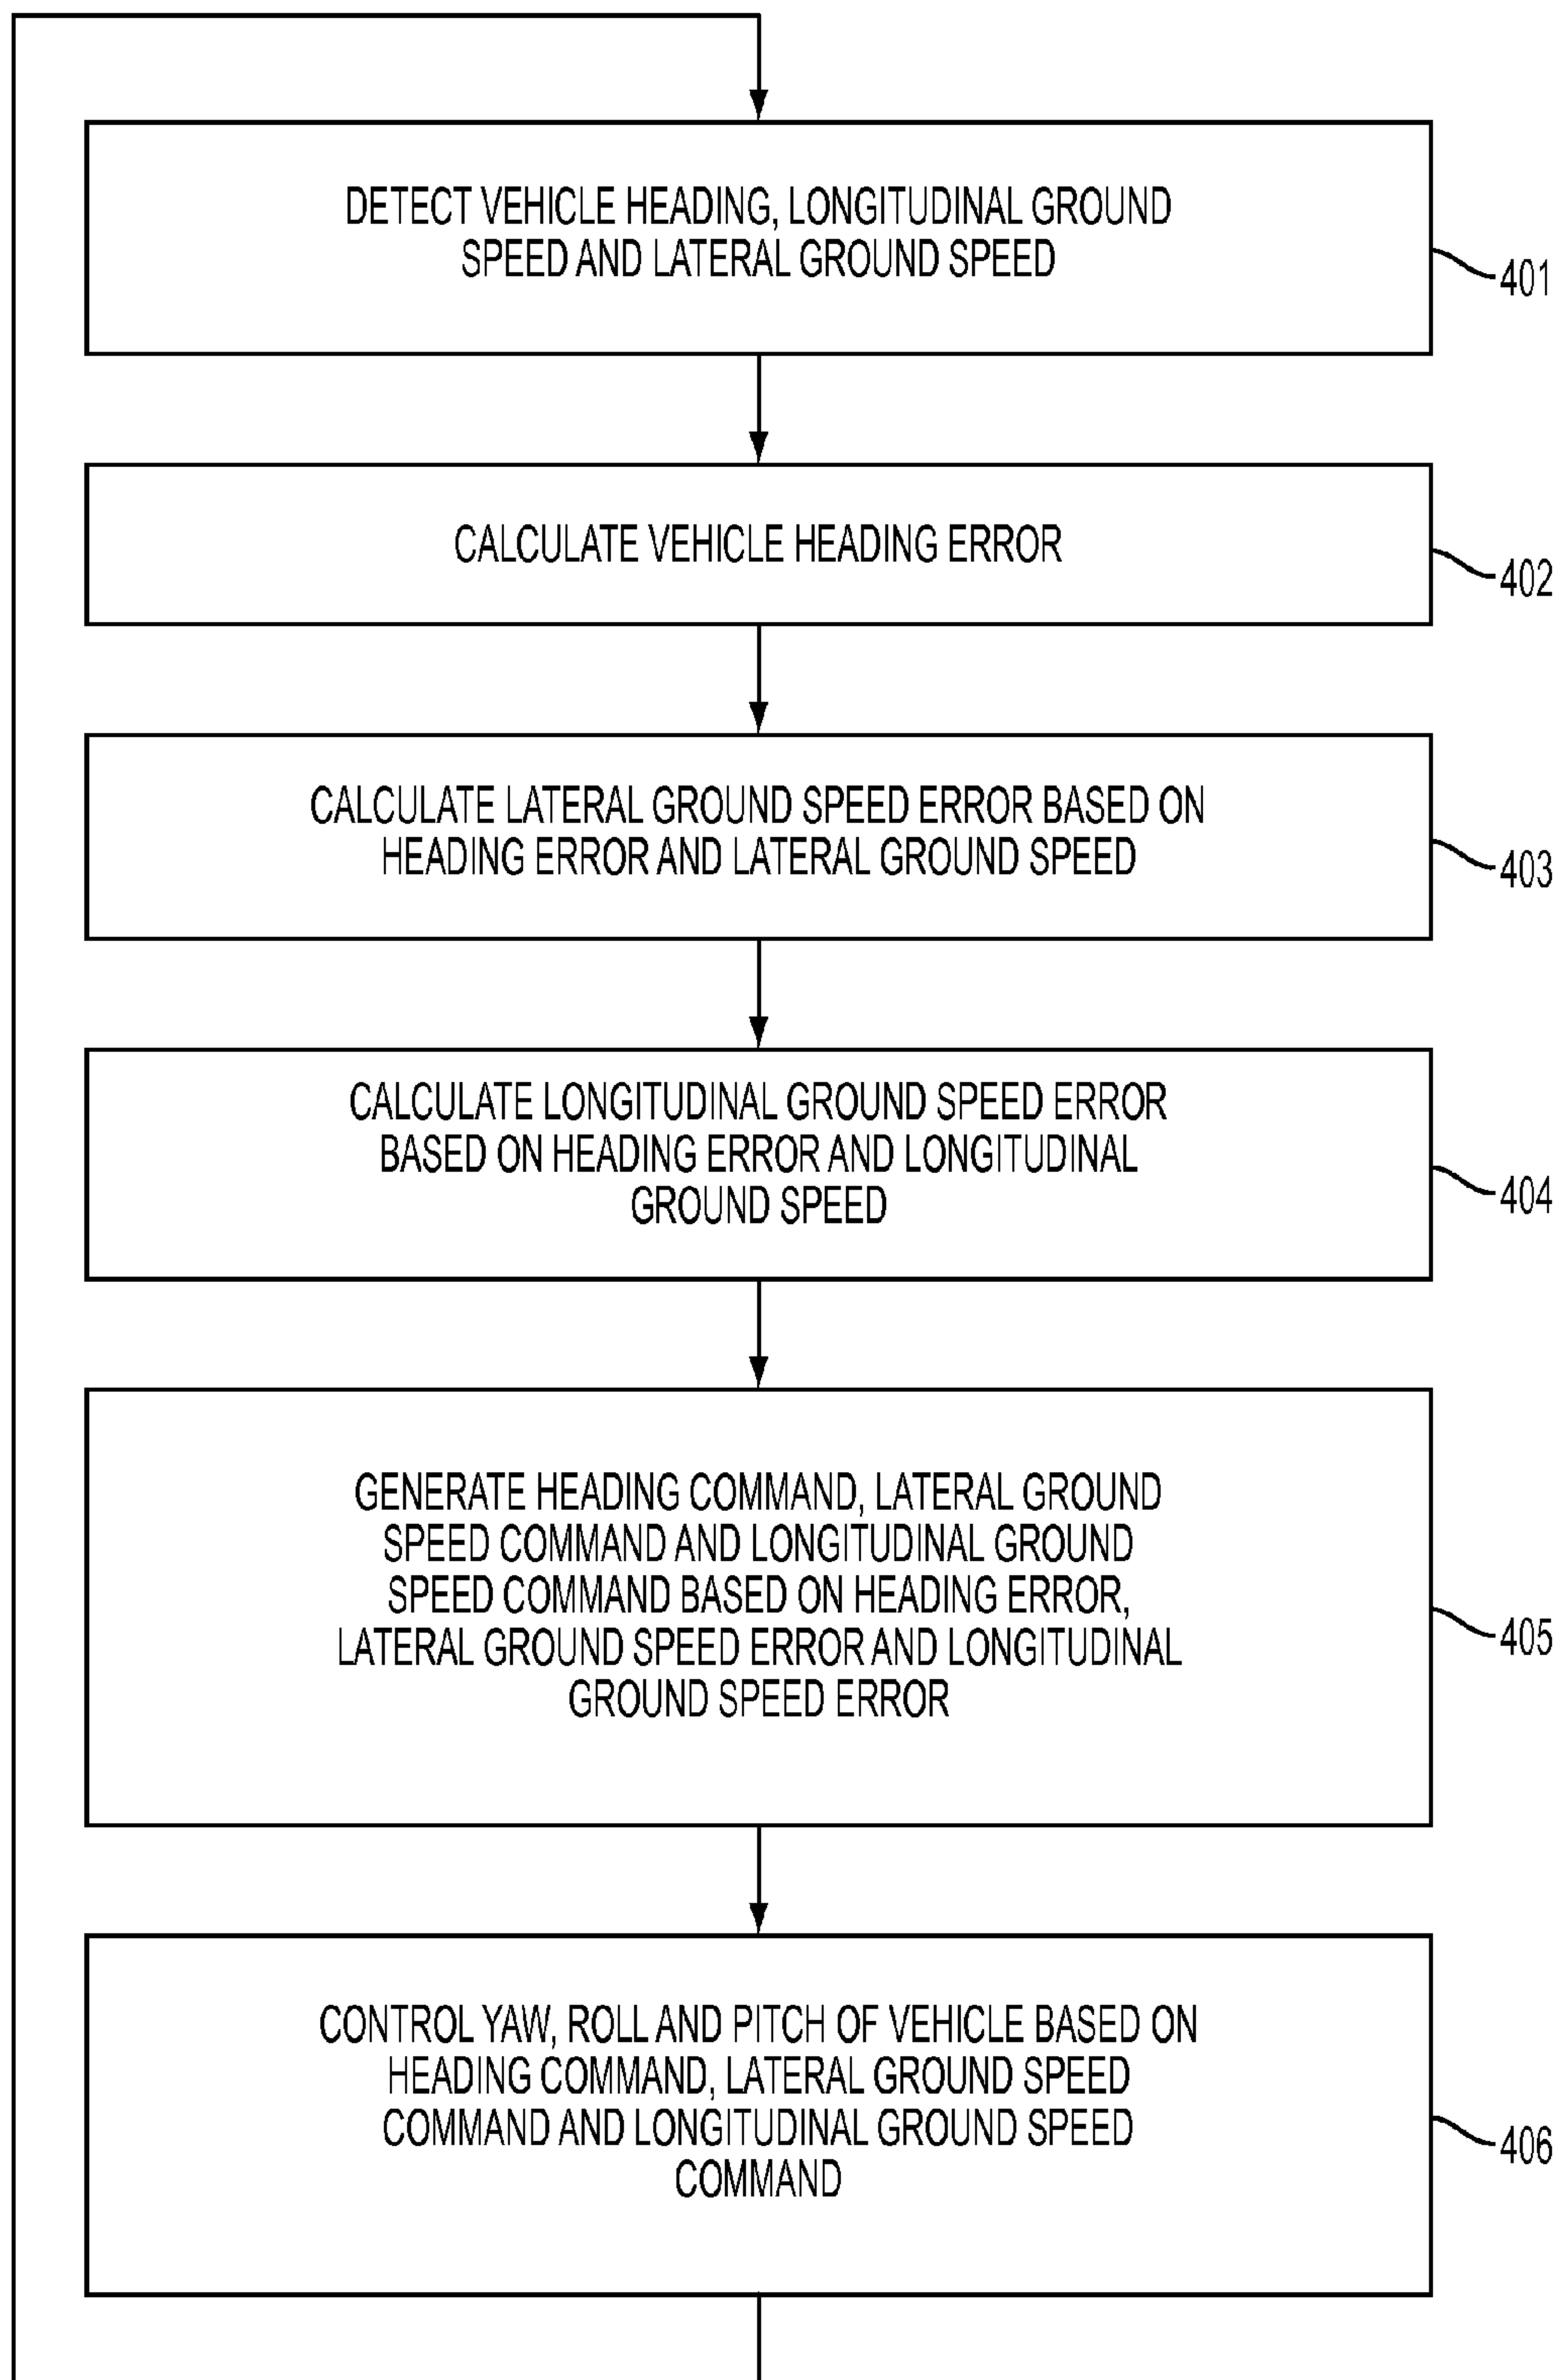 DETECT VEHICLE HEADING, LONGITUDINAL GROUND
SPEED AND LATERAL GROUND SPEED
401
CALCULATE VEHICLE HEADING ERROR
402
CALCULATE LATERAL GROUND SPEED ERROR BASED ON
HEADING ERROR AND LATERAL GROUND SPEED
403
CALCULATE LONGITUDINAL GROUND SPEED ERROR
BASED ON HEADING ERROR AND LONGITUDINAL
GROUND SPEED
404
GENERATE HEADING COMMAND, LATERAL GROUND
SPEED COMMAND AND LONGITUDINAL GROUND
SPEED COMMAND BASED ON HEADING ERROR,
LATERAL GROUND SPEED ERROR AND LONGITUDINAL
GROUND SPEED ERROR
405
CONTROL YAW, ROLL AND PITCH OF VEHICLE BASED ON
HEADING COMMAND, LATERAL GROUND SPEED
COMMAND AND LONGITUDINAL GROUND SPEED
COMMAND
406